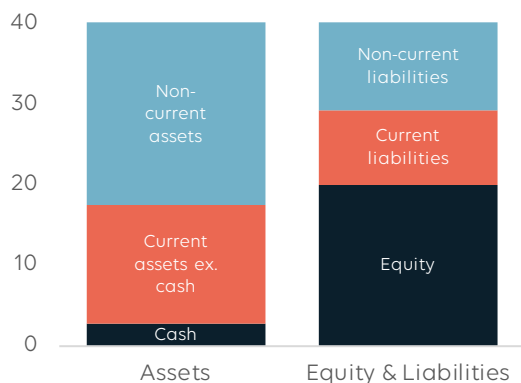 40
30
20
10
0
Non-
current
assets
Current
assets ex.
cash
Cash
Non-current
liabilities
Current
liabilities
Equity
Assets
Equity & Liabilities